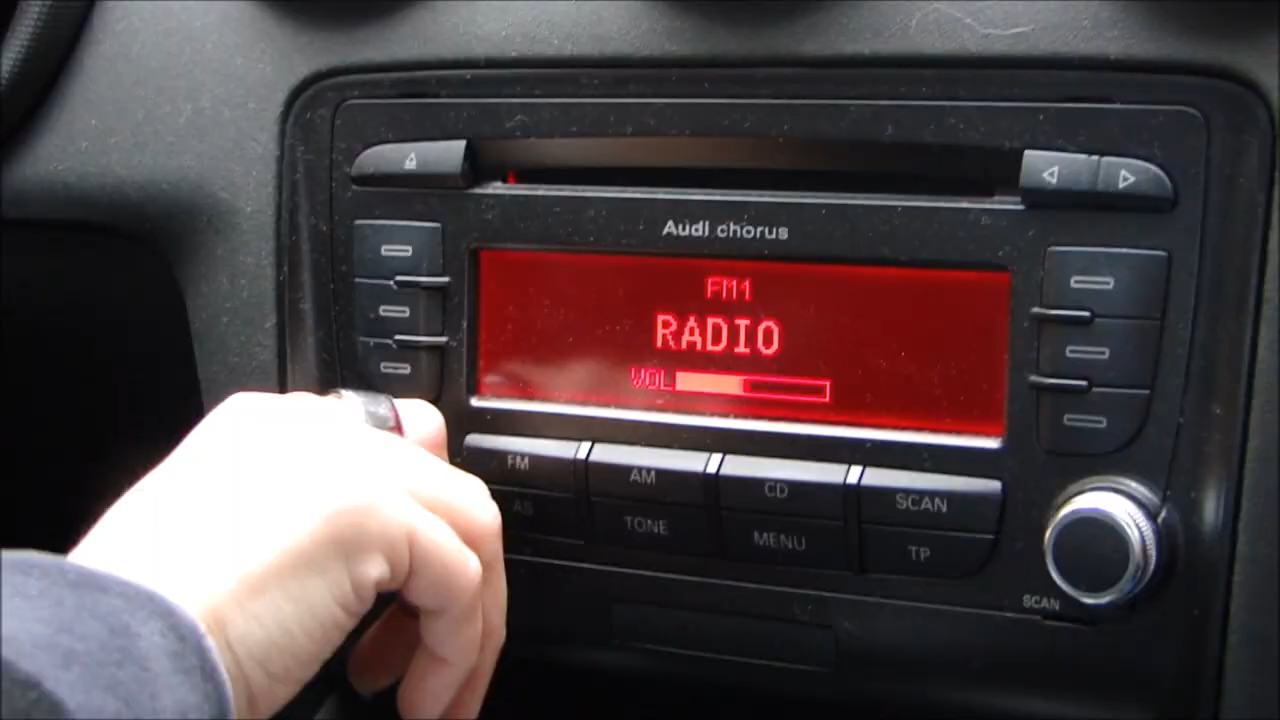 Audi chorus
FM1
RADIO
VOL
FM
AM
CD
SCAN
AS
TONE
MENU
TP
SCAN